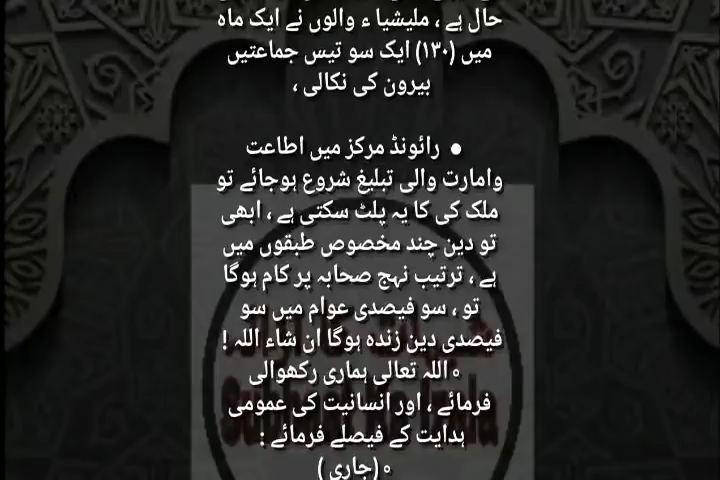 حال ہے ، ملیشیا ء والوں نے ایک ماہ
میں (۱۳۰) ایک سو تیس جماعتیں
بیرون کی نکالی ،
● رائونڈ مرکز میں اطاعت
وامارت والی تبلیغ شروع ہوجائے تو
ملک کی کا یہ پلٹ سکتی ہے ، ابھی
تو دین چند مخصوص طبقوں میں
ہے ، ترتیب نہج صحابہ پر کام ہوگا
تو ، سو فیصدی عوام میں سو
فیصدی دین زندہ ہوگا ان شاء اللہ !
∘اللہ تعالی ہماری رکھوالی
فرمائے ، اور انسانیت کی عمومی
ہدایت کے فیصلے فرمائے :
∘(جاری )